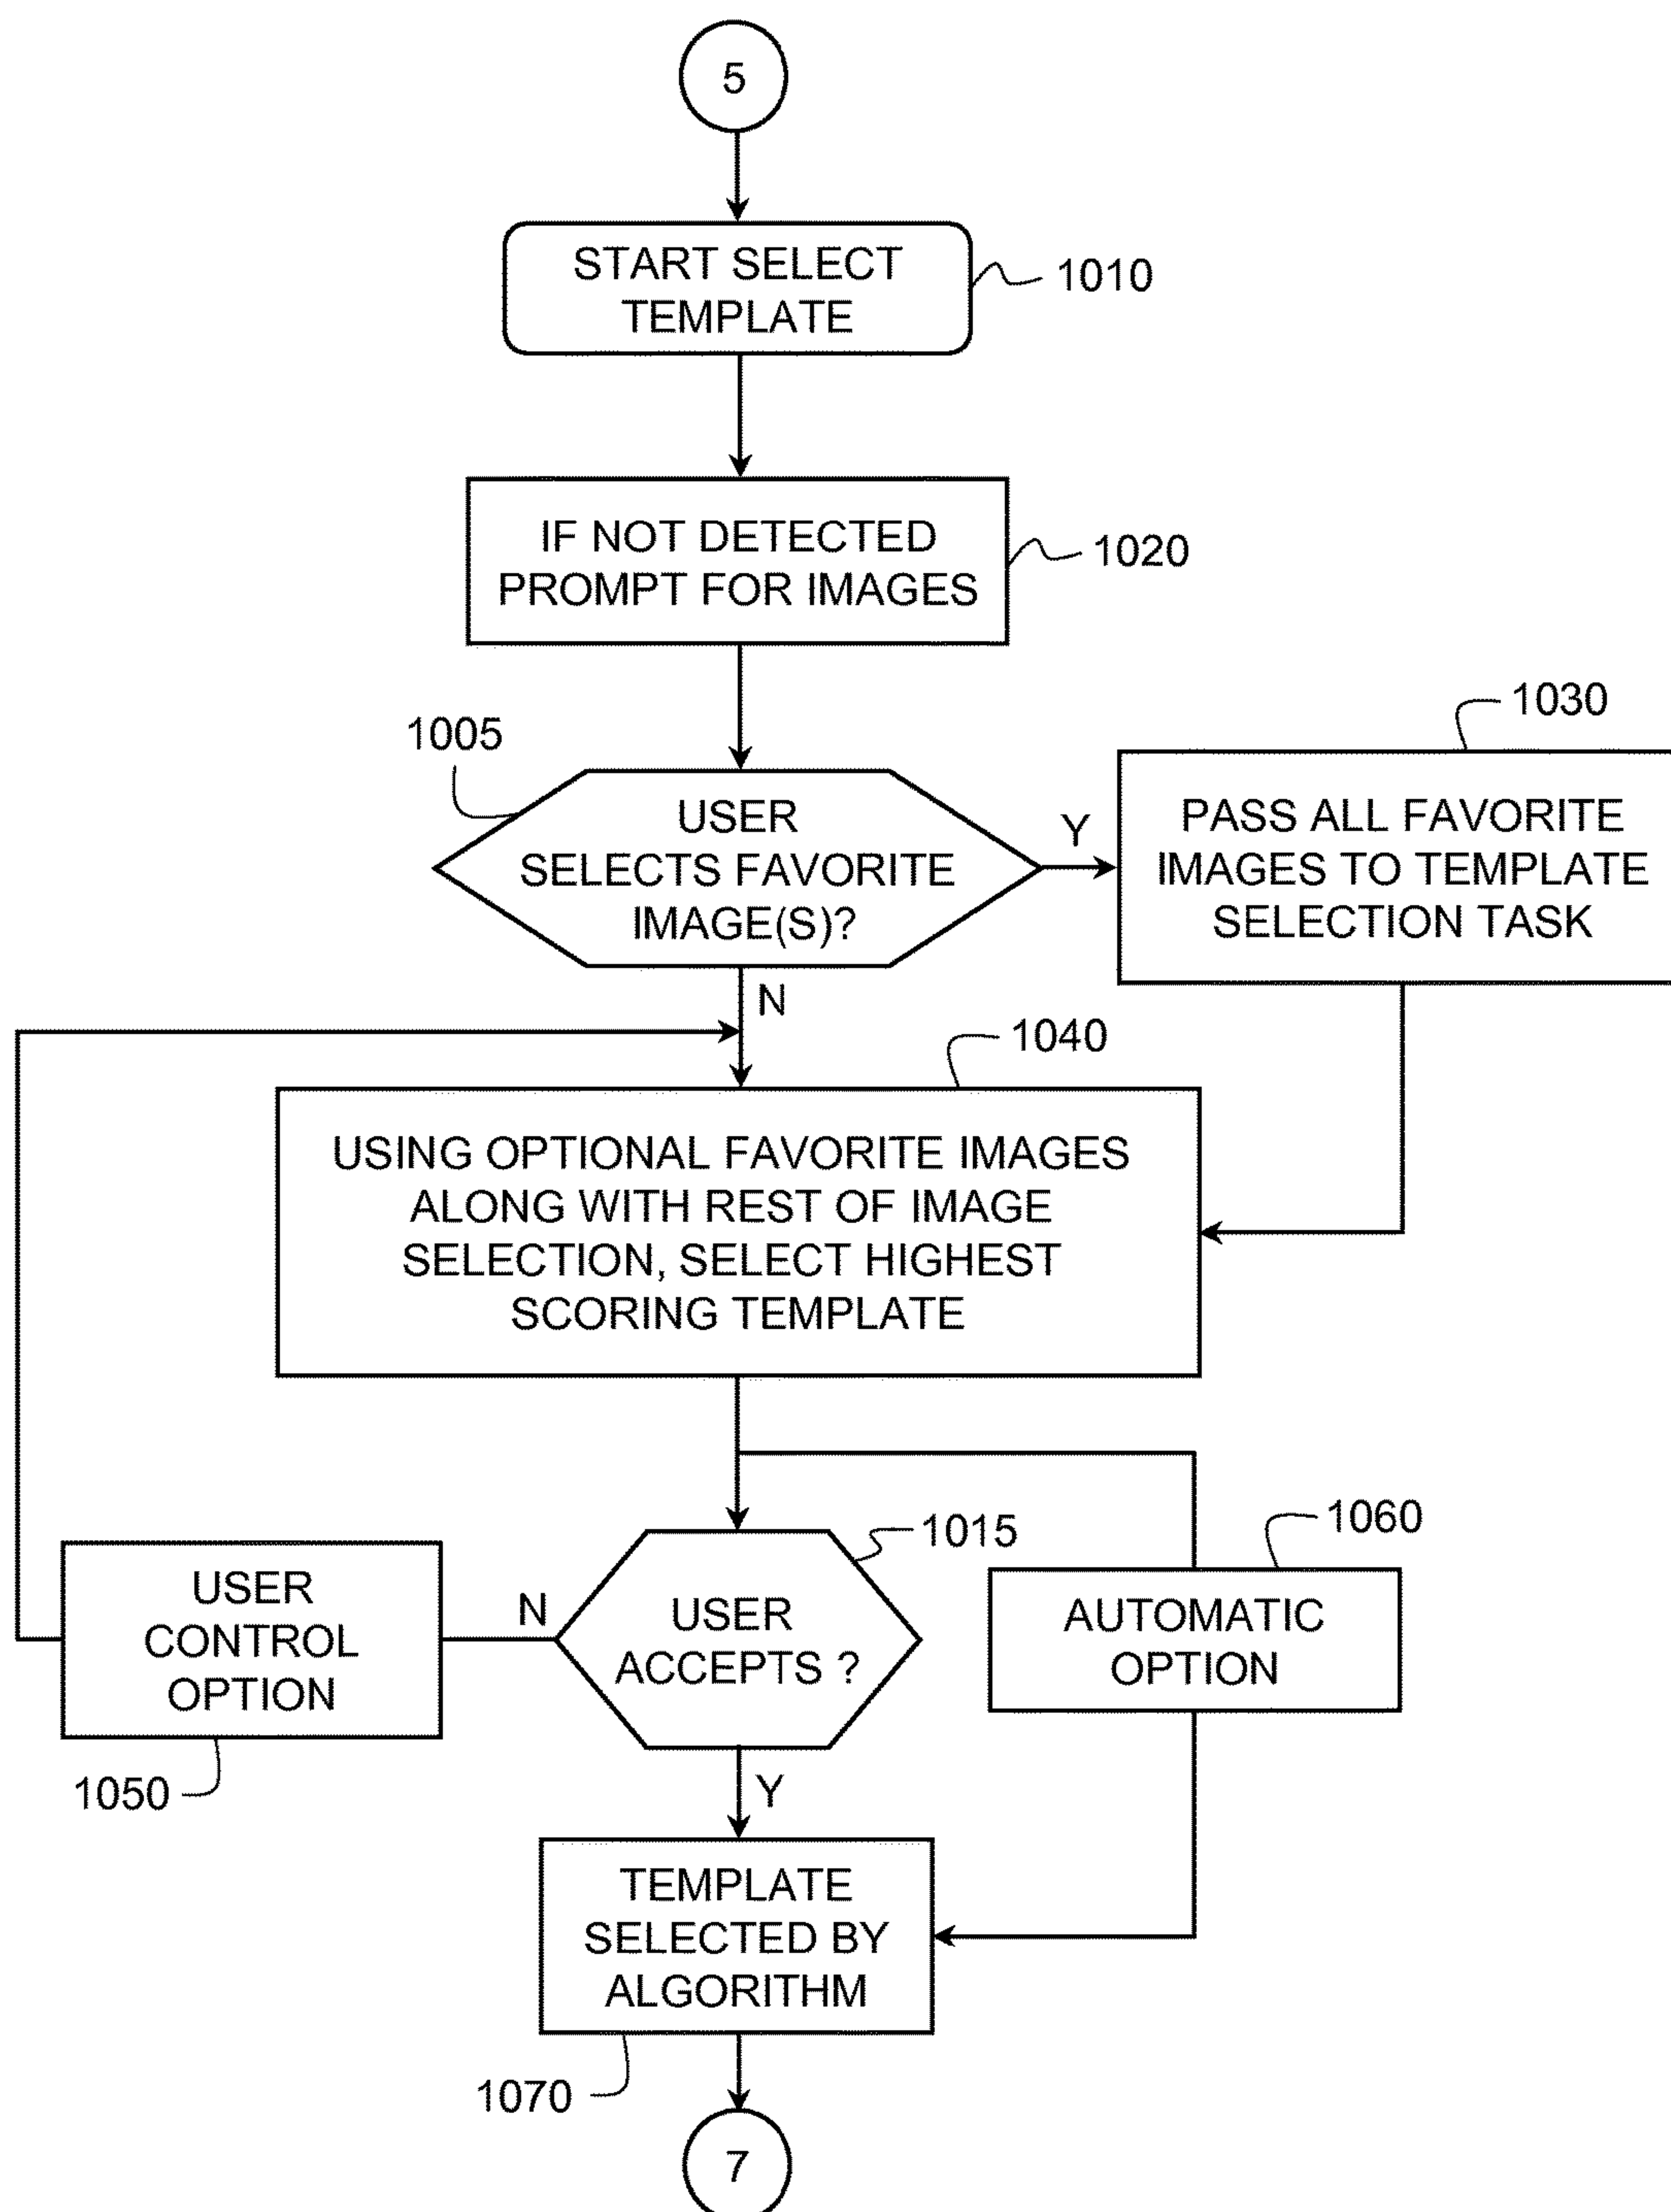 5
START SELECT
TEMPLATE
1010
IF NOT DETECTED
PROMPT FOR IMAGES
1020
1005
USER
SELECTS FAVORITE
IMAGE(S)?
Y
1030
PASS ALL FAVORITE
IMAGES TO TEMPLATE
SELECTION TASK
N
1040
USING OPTIONAL FAVORITE IMAGES
ALONG WITH REST OF IMAGE
SELECTION, SELECT HIGHEST
SCORING TEMPLATE
1015
USER
ACCEPTS ?
N
USER
CONTROL
OPTION
1050
1060
AUTOMATIC
OPTION
Y
TEMPLATE
SELECTED BY
ALGORITHM
1070
7